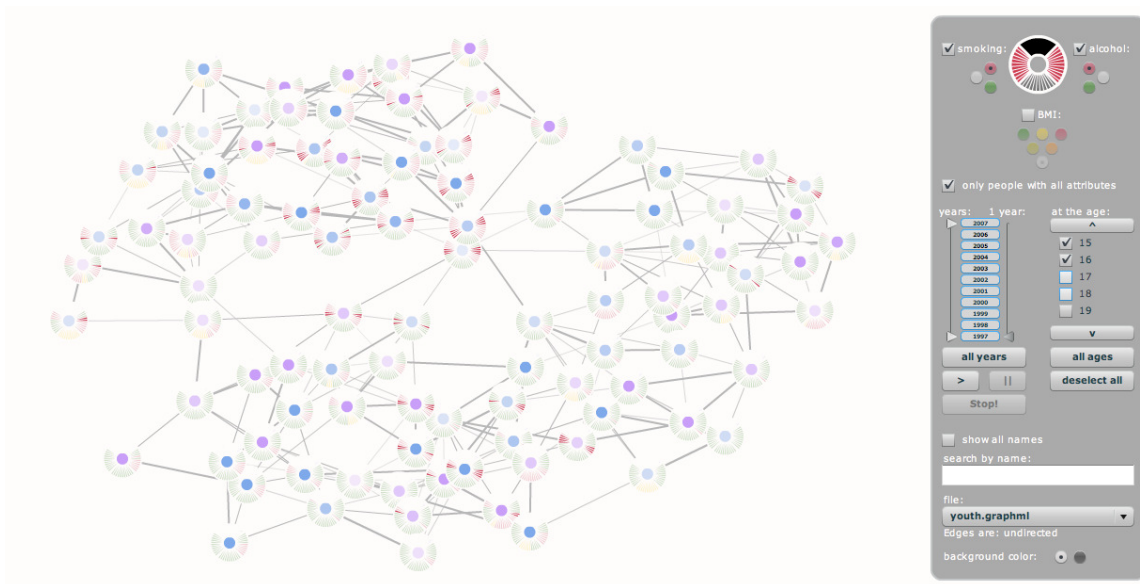 smoking:
alcohol:
BMI:
only people with all attributes
years: 1 year: at the age:
2007
2006
2005
2004
2003
2002
2001
2000
1999
1998
1997
^
15
16
17
18
19
v
all years
all ages
>
||
deselect all
Stop!
show all names
search by name:
file:
youth.graphml
Edges are: undirected
background color: